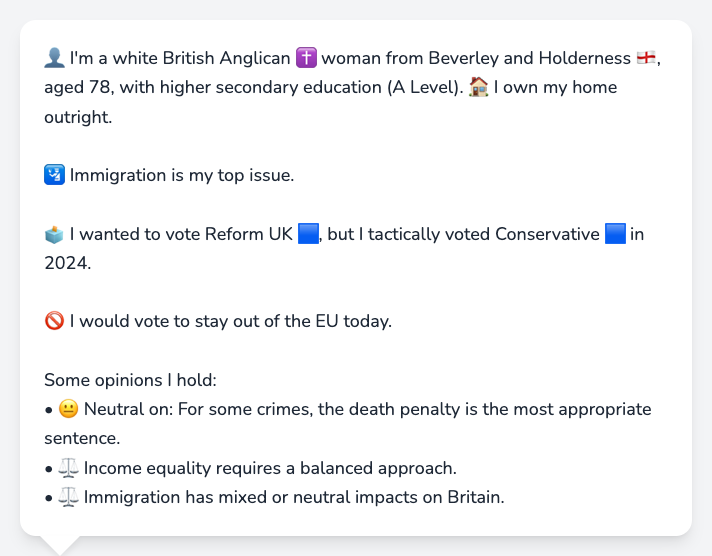 👤 I'm a white British Anglican ✝️ woman from Beverley and Holderness 🏴󠁧󠁢󠁥󠁮󠁧󠁿,
aged 78, with higher secondary education (A Level). 🏠 I own my home
outright.
🛂 Immigration is my top issue.
🗳️ I wanted to vote Reform UK 🟦, but I tactically voted Conservative 🟦 in
2024.
🚫 I would vote to stay out of the EU today.
Some opinions I hold:
• 😐 Neutral on: For some crimes, the death penalty is the most appropriate
sentence.
• ⚖️ Income equality requires a balanced approach.
• ⚖️ Immigration has mixed or neutral impacts on Britain.